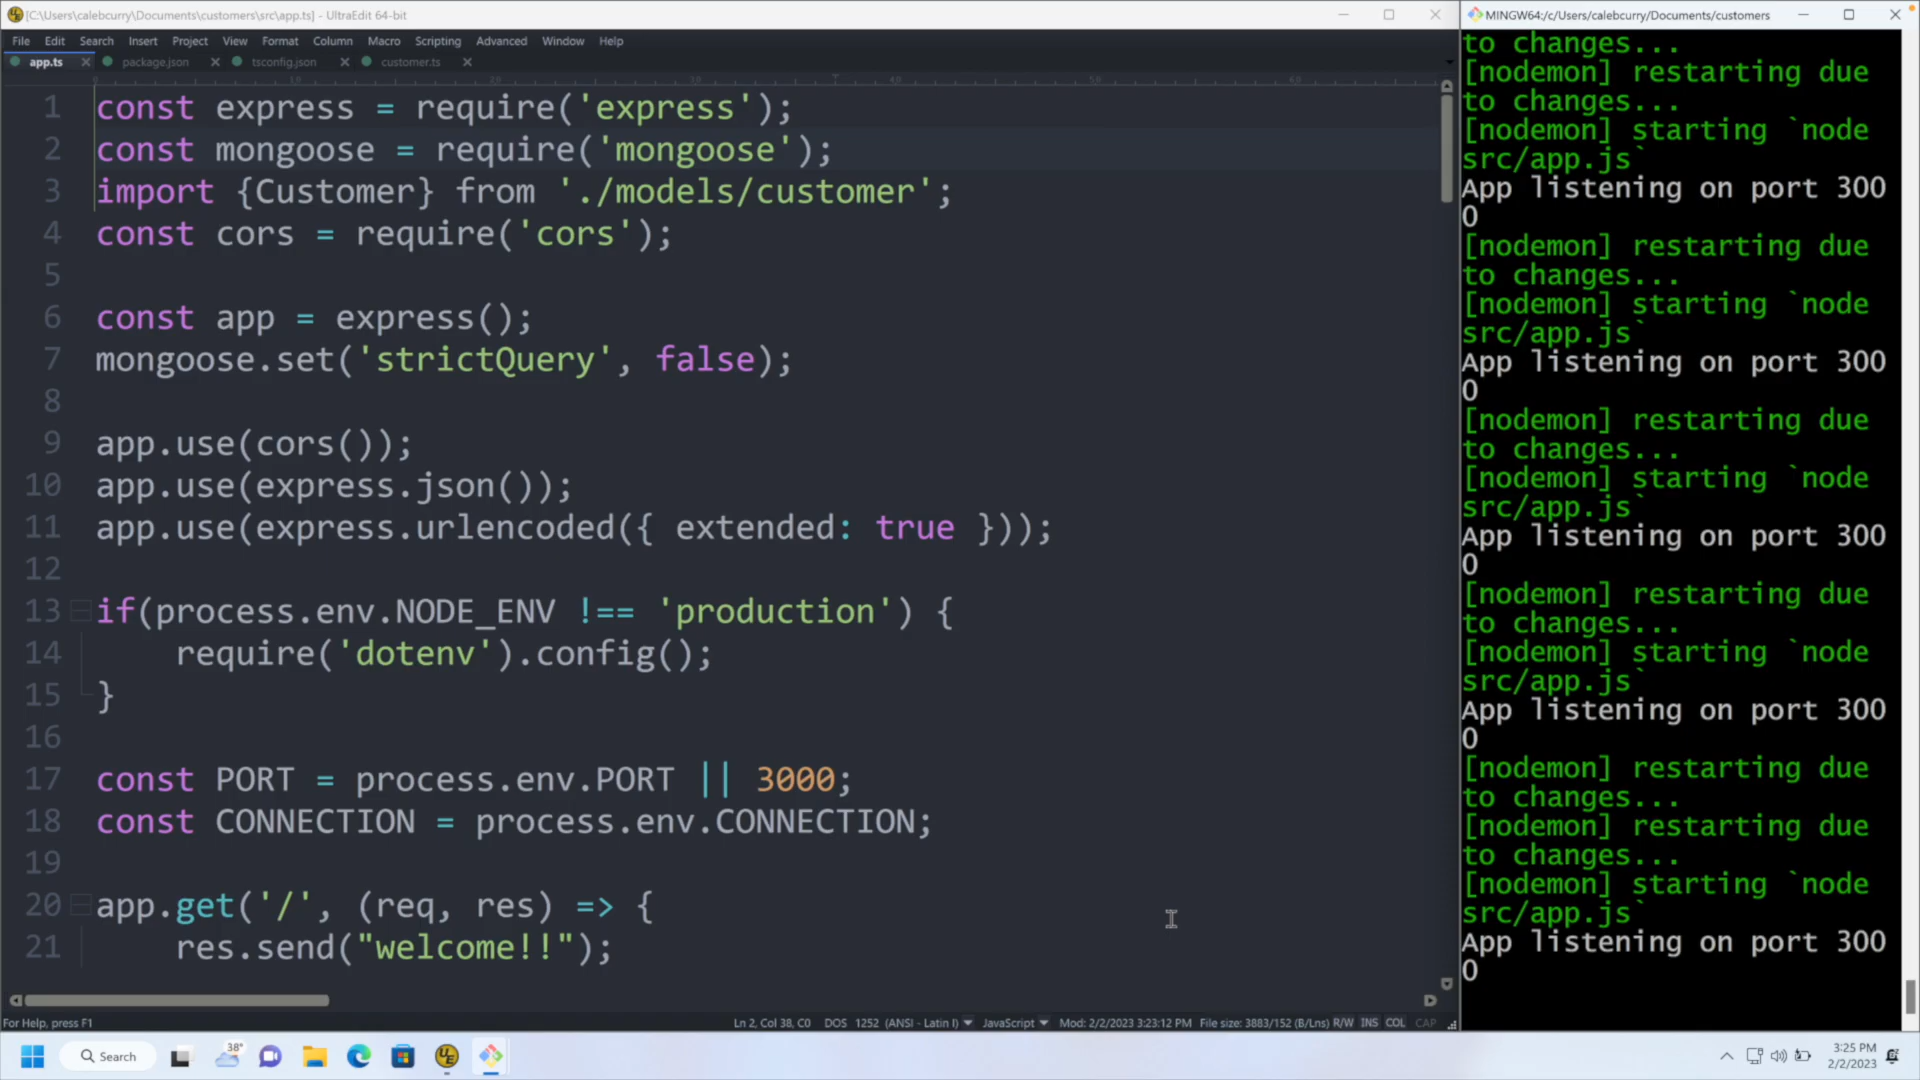 [C:\Users\calebcurry\Documents\customers\src\app.ts] - UltraEdit 64-bit
File Edit Search Insert Project View Format Column Macro Scripting Advanced Window Help
app.ts package.json tsconfig.json customer.ts
1 const express = require('express');
2 const mongoose = require('mongoose');
3 import {Customer} from './models/customer';
4 const cors = require('cors');
5
6 const app = express();
7 mongoose.set('strictQuery', false);
8
9 app.use(cors());
10 app.use(express.json());
11 app.use(express.urlencoded({ extended: true }));
12
13 if(process.env.NODE_ENV !== 'production') {
14 require('dotenv').config();
15 }
16
17 const PORT = process.env.PORT || 3000;
18 const CONNECTION = process.env.CONNECTION;
19
20 app.get('/', (req, res) => {
21 res.send("welcome!!");
For Help, press F1
Ln 2, Col 38, C0 DOS 1252 (ANSI - Latin I) JavaScript Mod: 2/2/2023 3:23:12 PM File size: 3883/152 (B/Lns) R/W INS COL CAP
MINGW64:/c/Users/calebcurry/Documents/customers
to changes...
[nodemon] restarting due
to changes...
[nodemon] starting `node
src/app.js`
App listening on port 300
0
[nodemon] restarting due
to changes...
[nodemon] starting `node
src/app.js`
App listening on port 300
0
[nodemon] restarting due
to changes...
[nodemon] starting `node
src/app.js`
App listening on port 300
0
[nodemon] restarting due
to changes...
[nodemon] starting `node
src/app.js`
App listening on port 300
0
[nodemon] restarting due
to changes...
[nodemon] restarting due
to changes...
[nodemon] starting `node
src/app.js`
App listening on port 300
0
Search
38°
UE
3:25 PM
2/2/2023